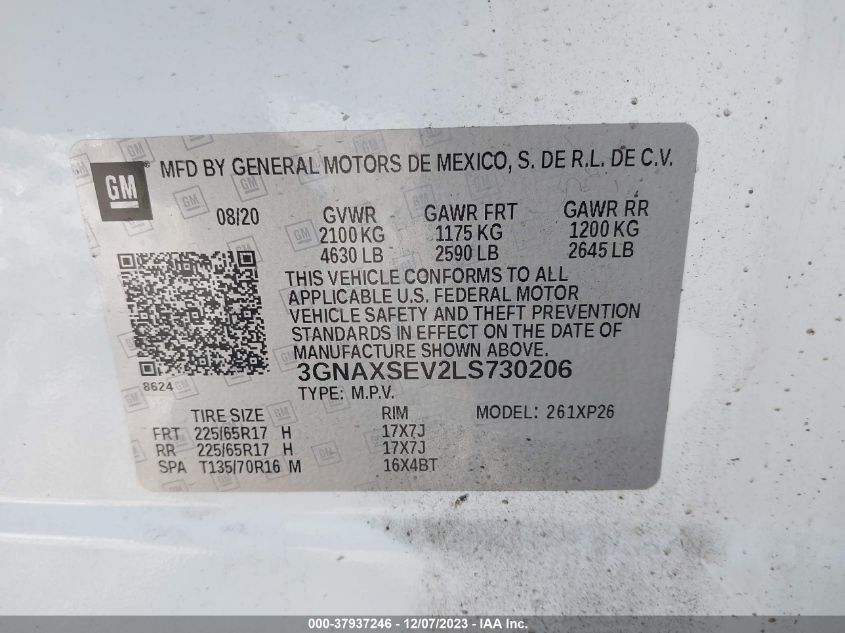 GM
MFD BY GENERAL MOTORS DE MEXICO, S. DE R.L. DE C.V.
08/20 GVWR GAWR FRT GAWR RR
2100 KG 1175 KG 1200 KG
4630 LB 2590 LB 2645 LB
THIS VEHICLE CONFORMS TO ALL
APPLICABLE U.S. FEDERAL MOTOR
VEHICLE SAFETY AND THEFT PREVENTION
STANDARDS IN EFFECT ON THE DATE OF
MANUFACTURE SHOWN ABOVE.
8624
3GNAXSEV2LS730206
TYPE: M.P.V.
TIRE SIZE RIM MODEL: 261XP26
FRT 225/65R17 H 17X7J
RR 225/65R17 H 17X7J
SPA T135/70R16 M 16X4BT
000-37937246 - 12/07/2023 - IAAI.COM